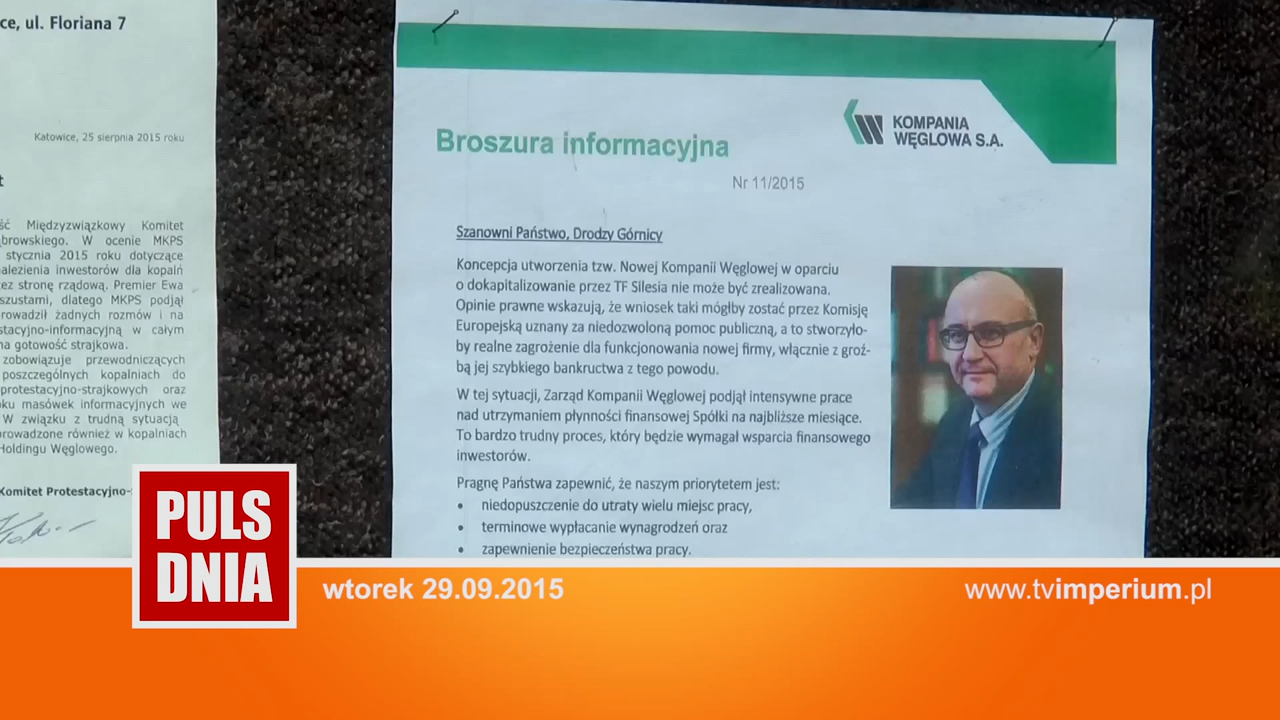 ce, ul. Floriana 7
Katowice, 25 sierpnia 2015 roku
ść Międzyzwiązkowy Komitet
browskiego. W ocenie MKPS
stycznia 2015 roku dotyczące
alezienia inwestorów dla kopalń
ez stronę rządową. Premier Ewa
szustami, dlatego MKPS podjął
rowadził żadnych rozmów i na
stacyjno-informacyjną w całym
na gotowość strajkowa.
zobowiązuje przewodniczących
poszczególnych kopalniach do
protestacyjno-strajkowych oraz
ku masówek informacyjnych we
W związku z trudną sytuacją
rowadzone również w kopalniach
Holdingu Węglowego.
Komitet Protestacyjno-
KOMPANIA
WĘGLOWA S.A.
Broszura informacyjna
Nr 11/2015
Szanowni Państwo, Drodzy Górnicy
Koncepcja utworzenia tzw. Nowej Kompanii Węglowej w oparciu
o dokapitalizowanie przez TF Silesia nie może być zrealizowana.
Opinie prawne wskazują, że wniosek taki mógłby zostać przez Komisję
Europejską uznany za niedozwoloną pomoc publiczną, a to stworzyło-
by realne zagrożenie dla funkcjonowania nowej firmy, włącznie z groź-
bą jej szybkiego bankructwa z tego powodu.
W tej sytuacji, Zarząd Kompanii Węglowej podjął intensywne prace
nad utrzymaniem płynności finansowej Spółki na najbliższe miesiące.
To bardzo trudny proces, który będzie wymagał wsparcia finansowego
inwestorów.
Pragnę Państwa zapewnić, że naszym priorytetem jest:
• niedopuszczenie do utraty wielu miejsc pracy,
• terminowe wypłacanie wynagrodzeń oraz
• zapewnienie bezpieczeństwa pracy.
PULS
DNIA
wtorek 29.09.2015
www.tvimperium.pl